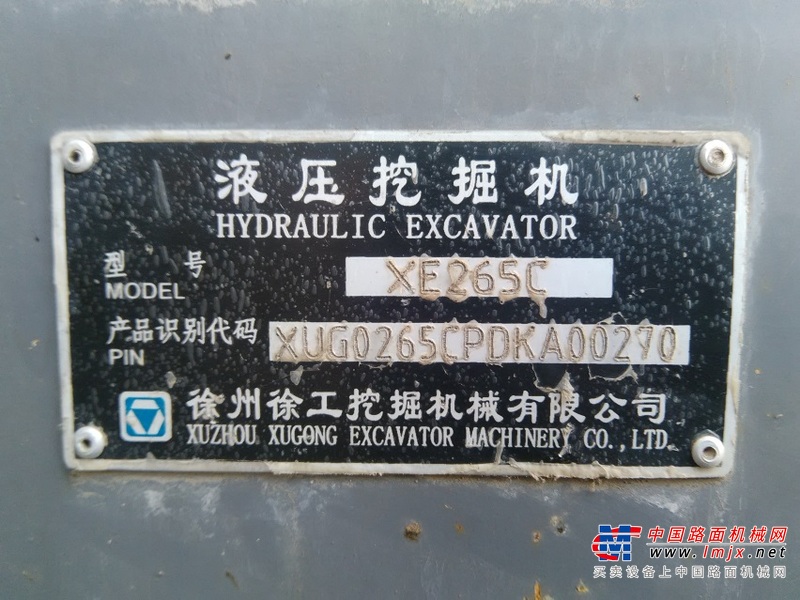 液压挖掘机
HYDRAULIC EXCAVATOR
型号
MODEL
XE265C
产品识别代码
PIN
XUG0265CPDKA00270
徐州徐工挖掘机械有限公司
XUZHOU XUGONG EXCAVATOR MACHINERY CO.,LTD.
中国路面机械网
www.lmjx.net
买卖设备上中国路面机械网